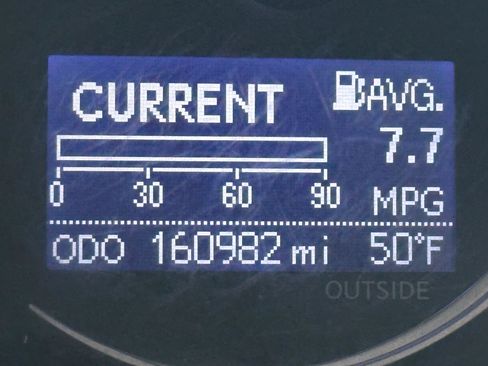 CURRENT
AVG.
7.7
0 30 60 90
MPG
ODO 160982 mi 50°F
OUTSIDE